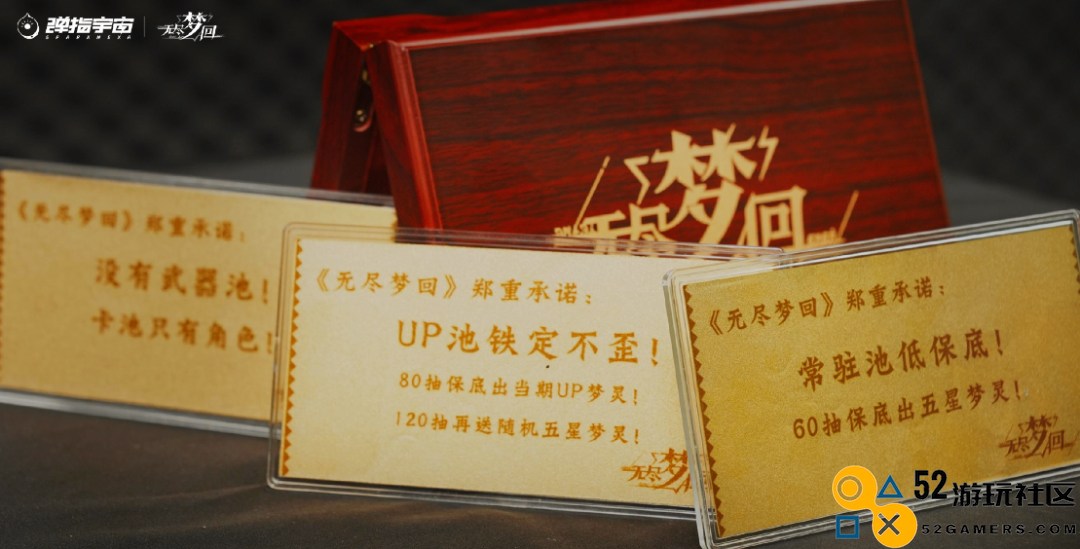 弹指宇宙
无尽梦回
无尽梦回
《无尽梦回》郑重承诺：
没有武器池！
卡池只有角色！
《无尽梦回》郑重承诺：
UP池铁定不歪！
80抽保底出当期UP梦灵！
120抽再送随机五星梦灵！
无尽梦回
《无尽梦回》郑重承诺：
常驻池低保底！
60抽保底出五星梦灵！
无尽梦回
52游玩社区
52GAMERS.COM